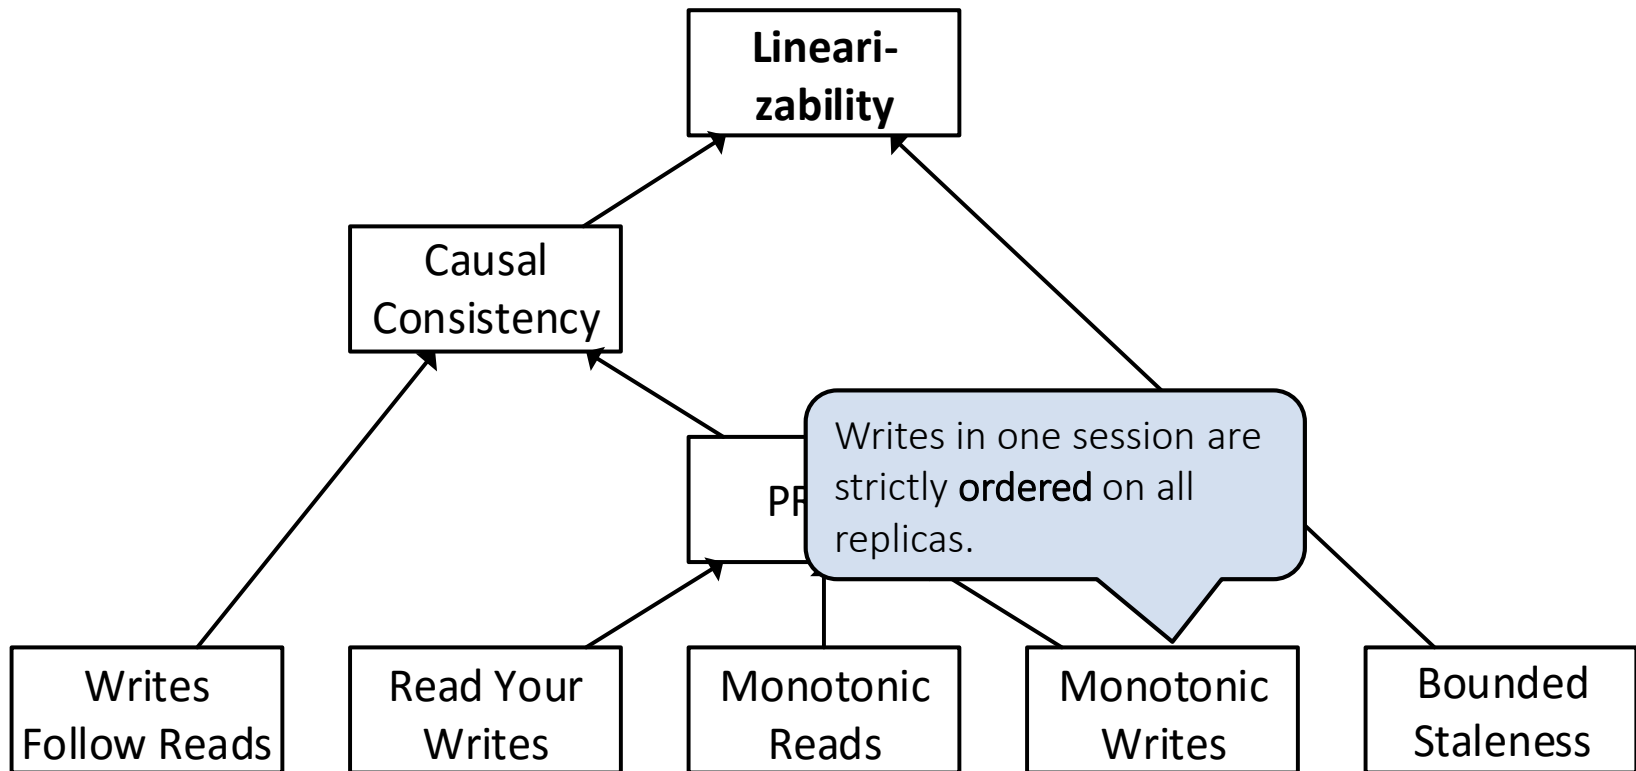 Lineari-
zability
Causal
Consistency
Writes in one session are
strictly ordered on all
replicas.
Writes
Follow Reads
Read Your
Writes
Monotonic
Reads
Monotonic
Writes
Bounded
Staleness